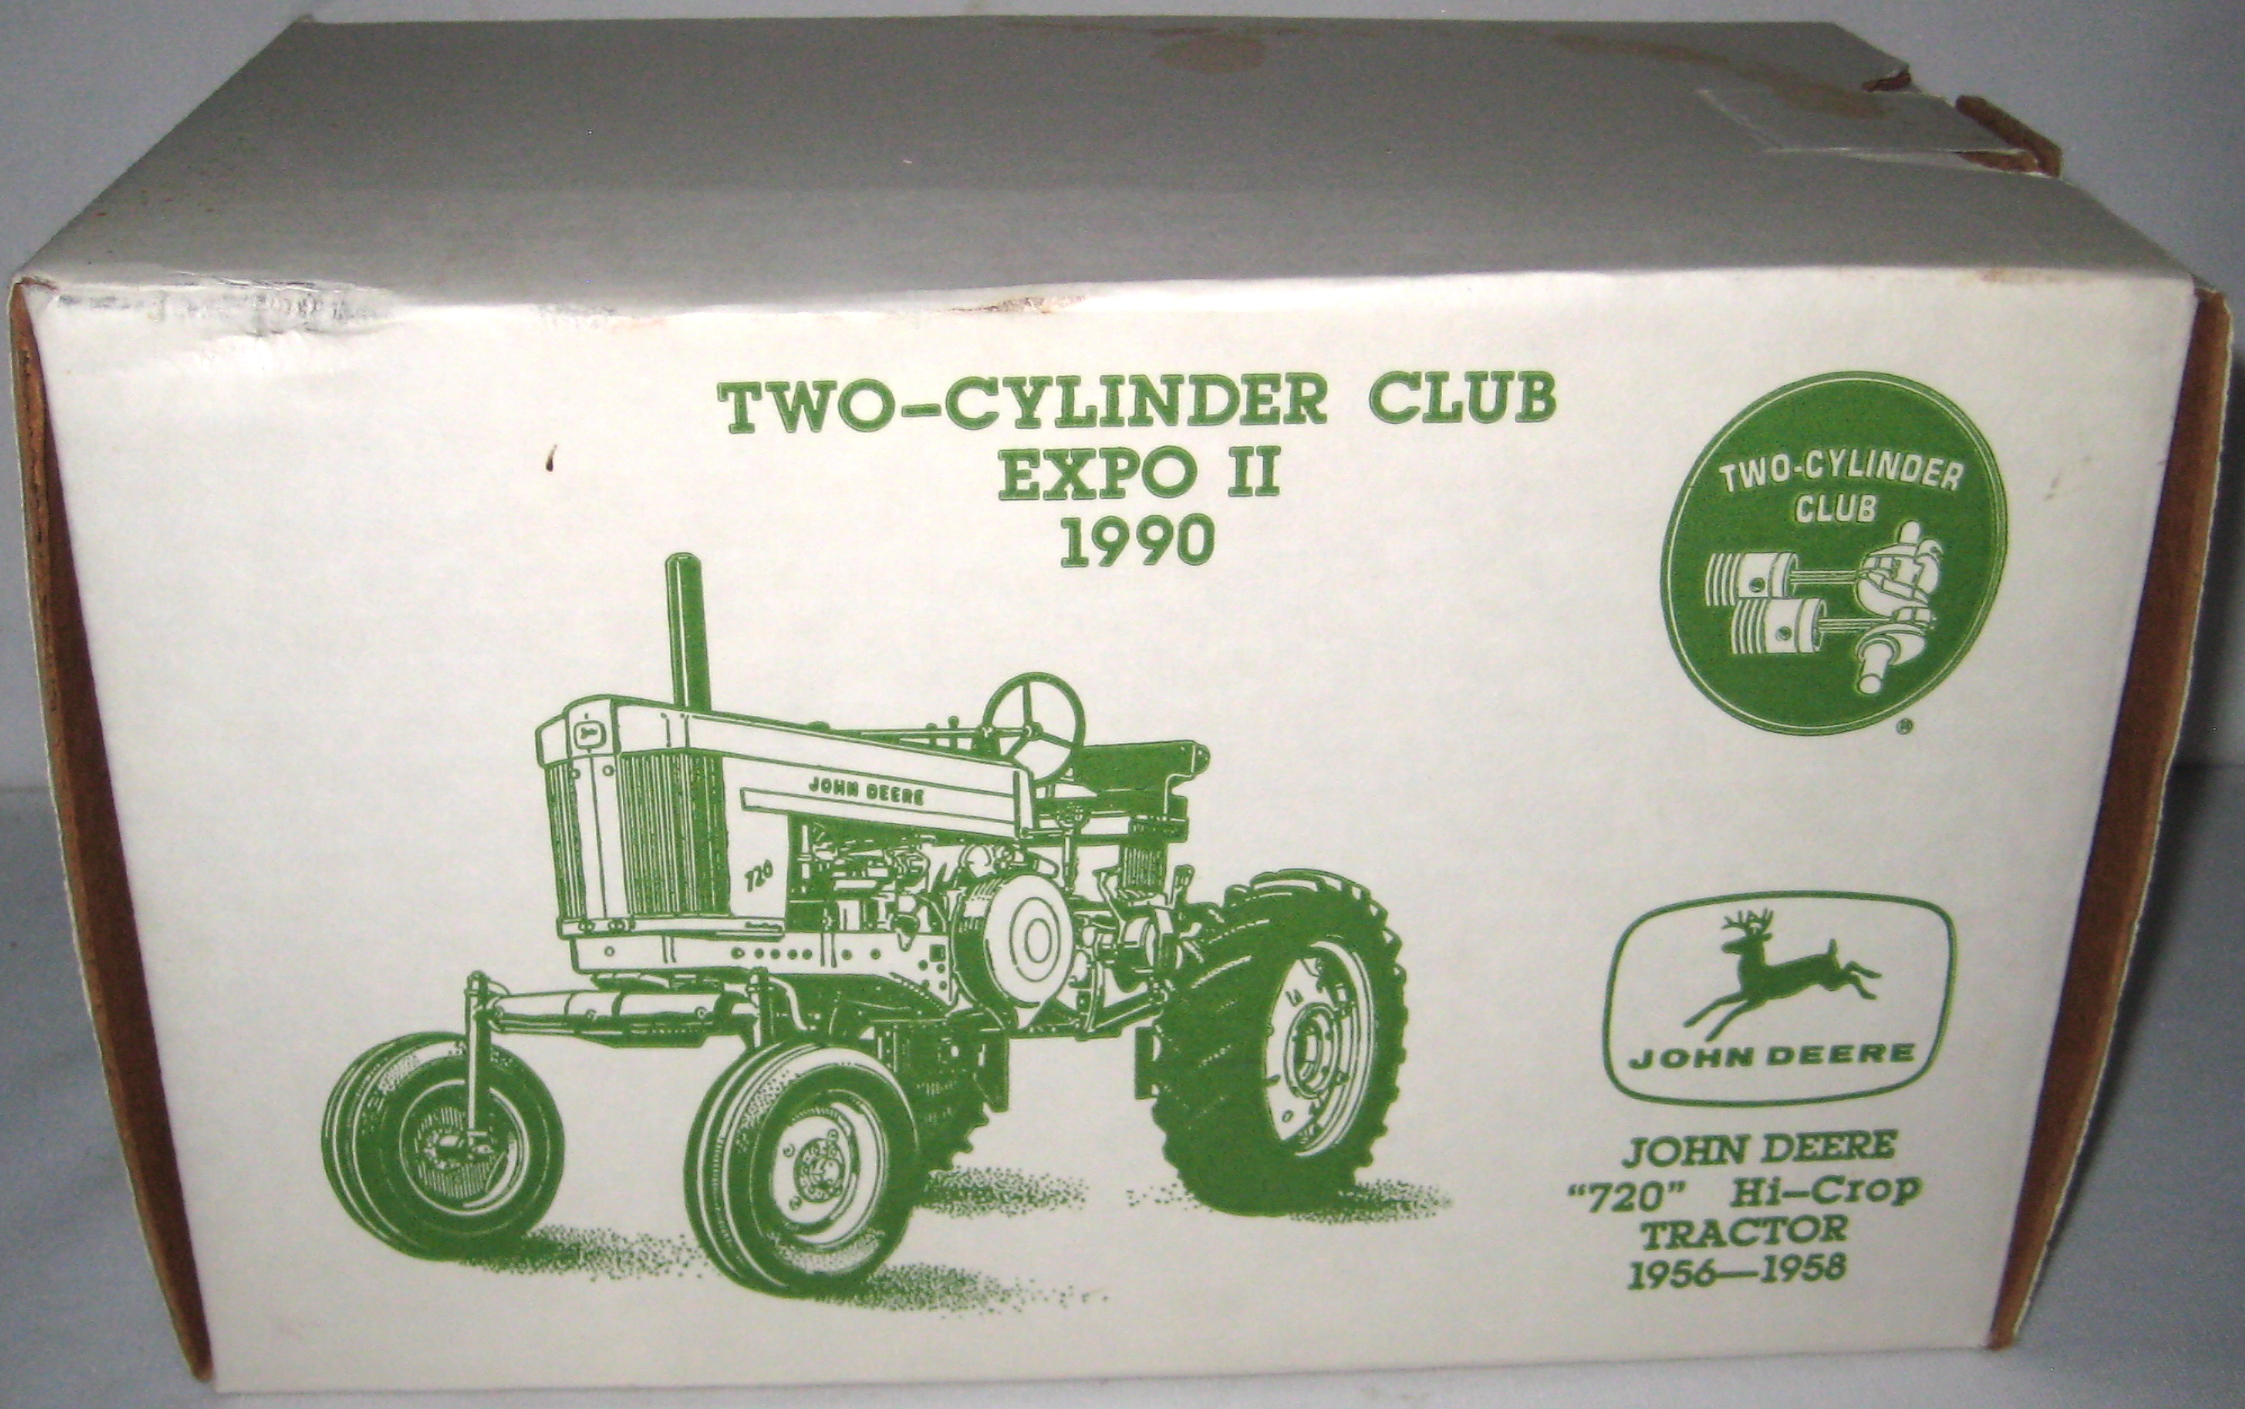 TWO-CYLINDER CLUB
EXPO II
1990
TWO-CYLINDER
CLUB
®
JOHN DEERE
720
JOHN DEERE
JOHN DEERE
"720" Hi-Crop
TRACTOR
1956—1958